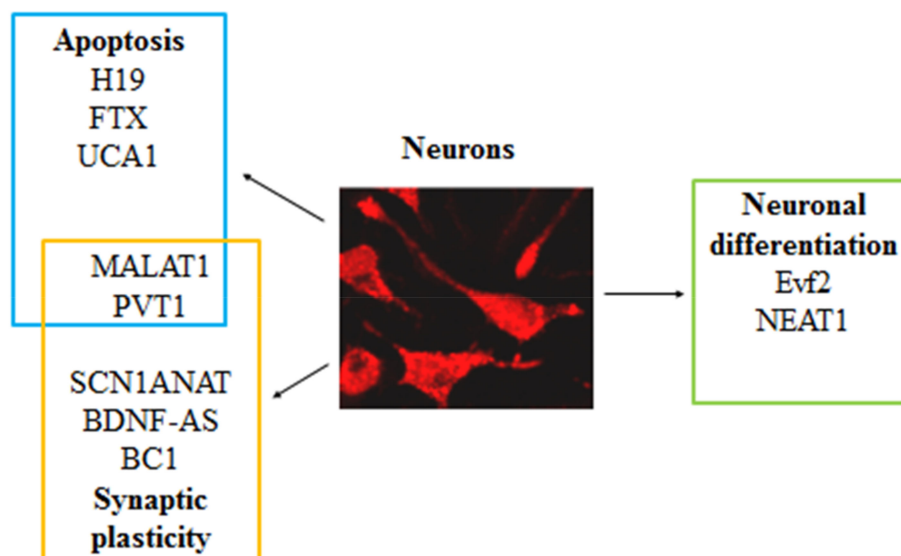 Apoptosis
H19
FTX
UCA1
MALAT1
PVT1
SCN1ANAT
BDNF-AS
BC1
Synaptic
plasticity
Neurons
Neuronal
differentiation
Evf2
NEAT1